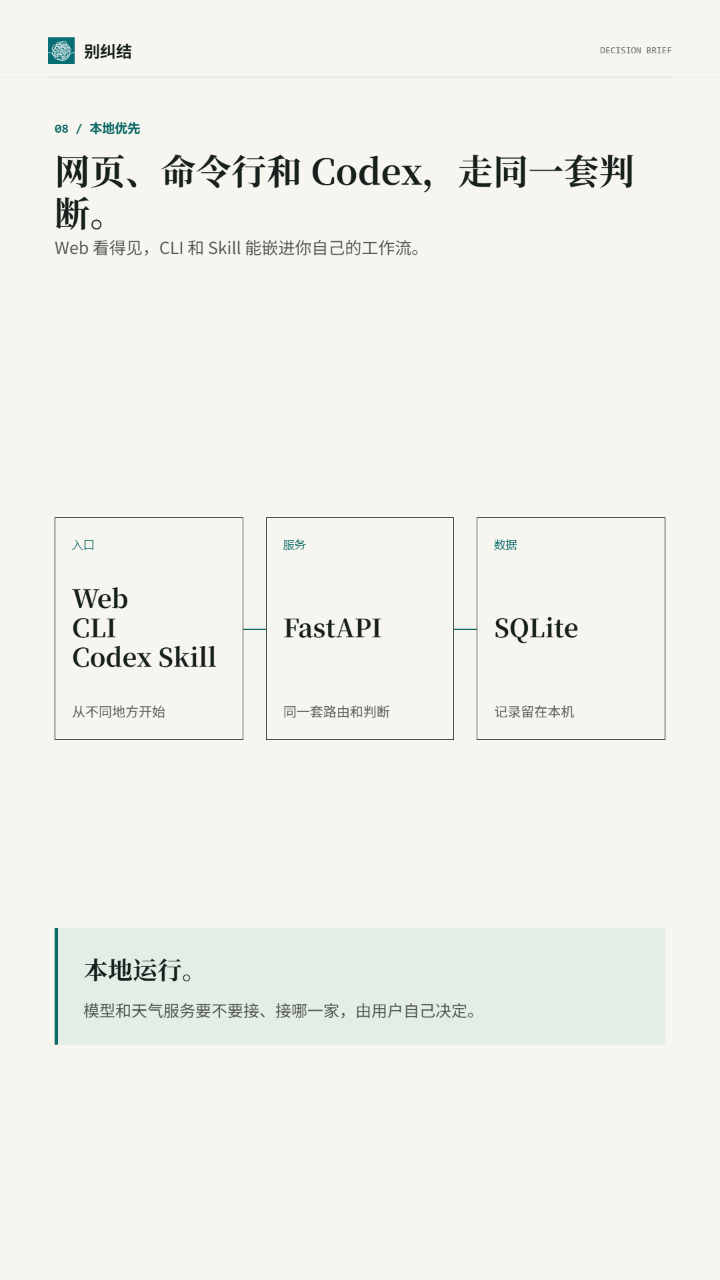 别纠结
DECISION BRIEF
08 / 本地优先
网页、命令行和 Codex，走同一套判
断。
Web 看得见，CLI 和 Skill 能嵌进你自己的工作流。
入口
Web
CLI
Codex Skill
从不同地方开始
服务
FastAPI
同一套路由和判断
数据
SQLite
记录留在本机
本地运行。
模型和天气服务要不要接、接哪一家，由用户自己决定。